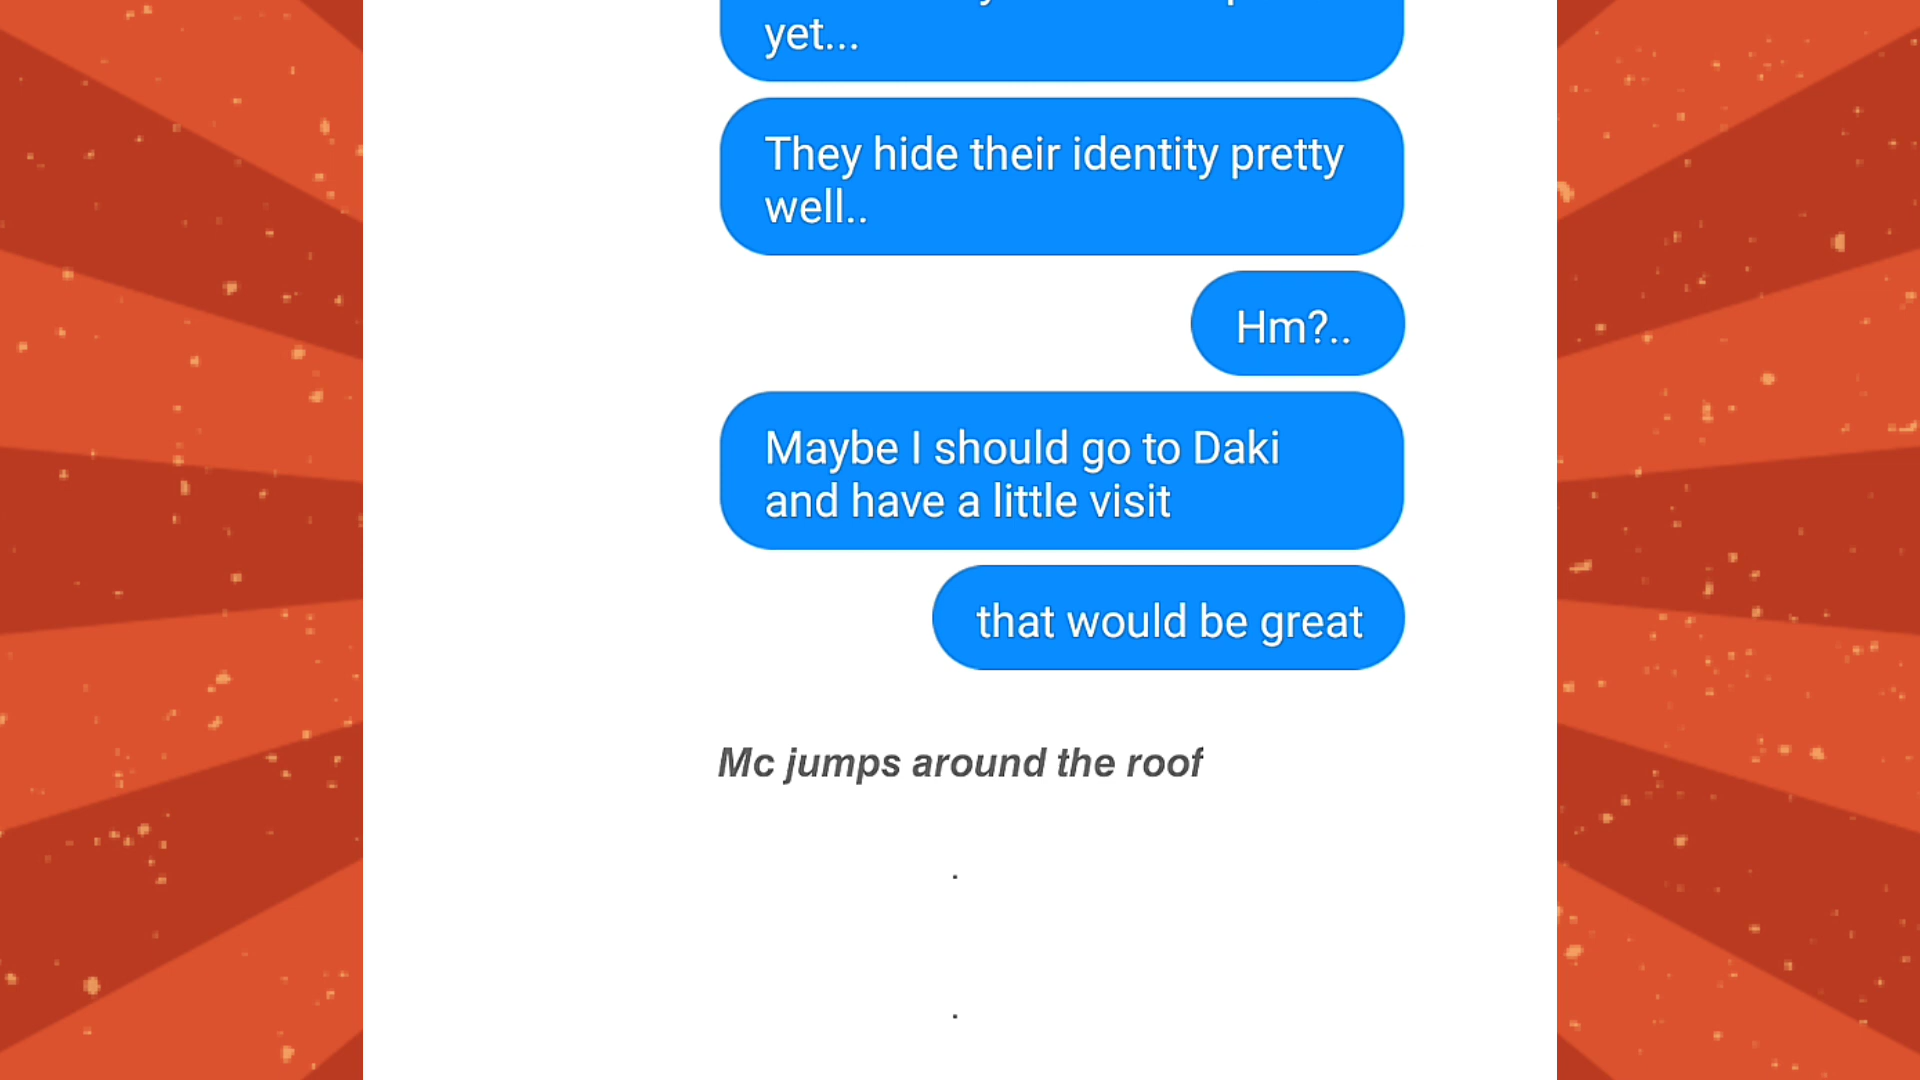 yet...
They hide their identity pretty
well..
Hm?..
Maybe I should go to Daki
and have a little visit
that would be great
Mc jumps around the roof
.
.